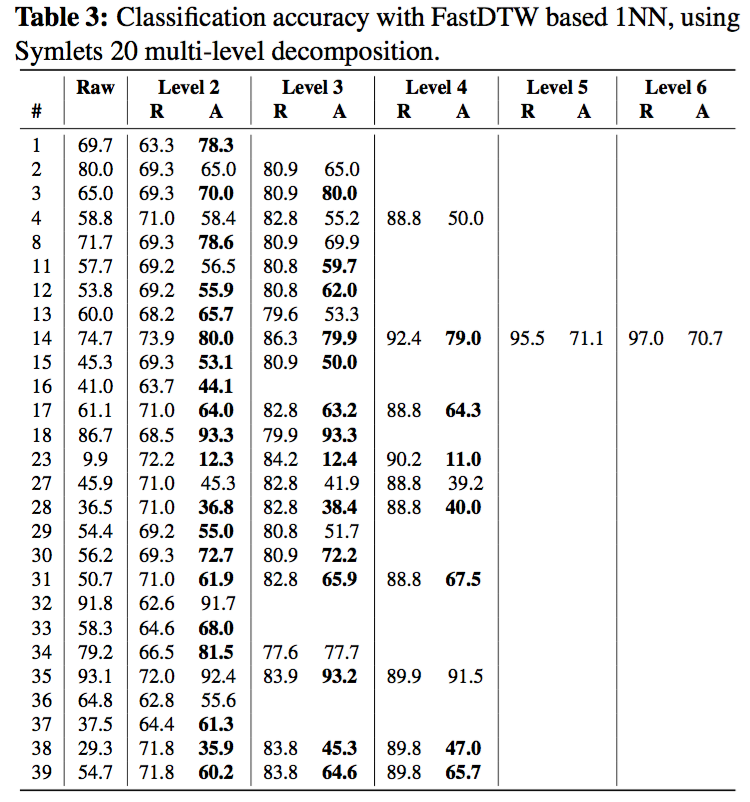 Table 3: Classification accuracy with FastDTW based 1NN, using
Symlets 20 multi-level decomposition.
Raw Level 2 Level 3 Level 4 Level 5 Level 6
# R A R A R A R A R A
1 69.7 63.3 78.3
2 80.0 69.3 65.0 80.9 65.0
3 65.0 69.3 70.0 80.9 80.0
4 58.8 71.0 58.4 82.8 55.2 88.8 50.0
8 71.7 69.3 78.6 80.9 69.9
11 57.7 69.2 56.5 80.8 59.7
12 53.8 69.2 55.9 80.8 62.0
13 60.0 68.2 65.7 79.6 53.3
14 74.7 73.9 80.0 86.3 79.9 92.4 79.0 95.5 71.1 97.0 70.7
15 45.3 69.3 53.1 80.9 50.0
16 41.0 63.7 44.1
17 61.1 71.0 64.0 82.8 63.2 88.8 64.3
18 86.7 68.5 93.3 79.9 93.3
23 9.9 72.2 12.3 84.2 12.4 90.2 11.0
27 45.9 71.0 45.3 82.8 41.9 88.8 39.2
28 36.5 71.0 36.8 82.8 38.4 88.8 40.0
29 54.4 69.2 55.0 80.8 51.7
30 56.2 69.3 72.7 80.9 72.2
31 50.7 71.0 61.9 82.8 65.9 88.8 67.5
32 91.8 62.6 91.7
33 58.3 64.6 68.0
34 79.2 66.5 81.5 77.6 77.7
35 93.1 72.0 92.4 83.9 93.2 89.9 91.5
36 64.8 62.8 55.6
37 37.5 64.4 61.3
38 29.3 71.8 35.9 83.8 45.3 89.8 47.0
39 54.7 71.8 60.2 83.8 64.6 89.8 65.7